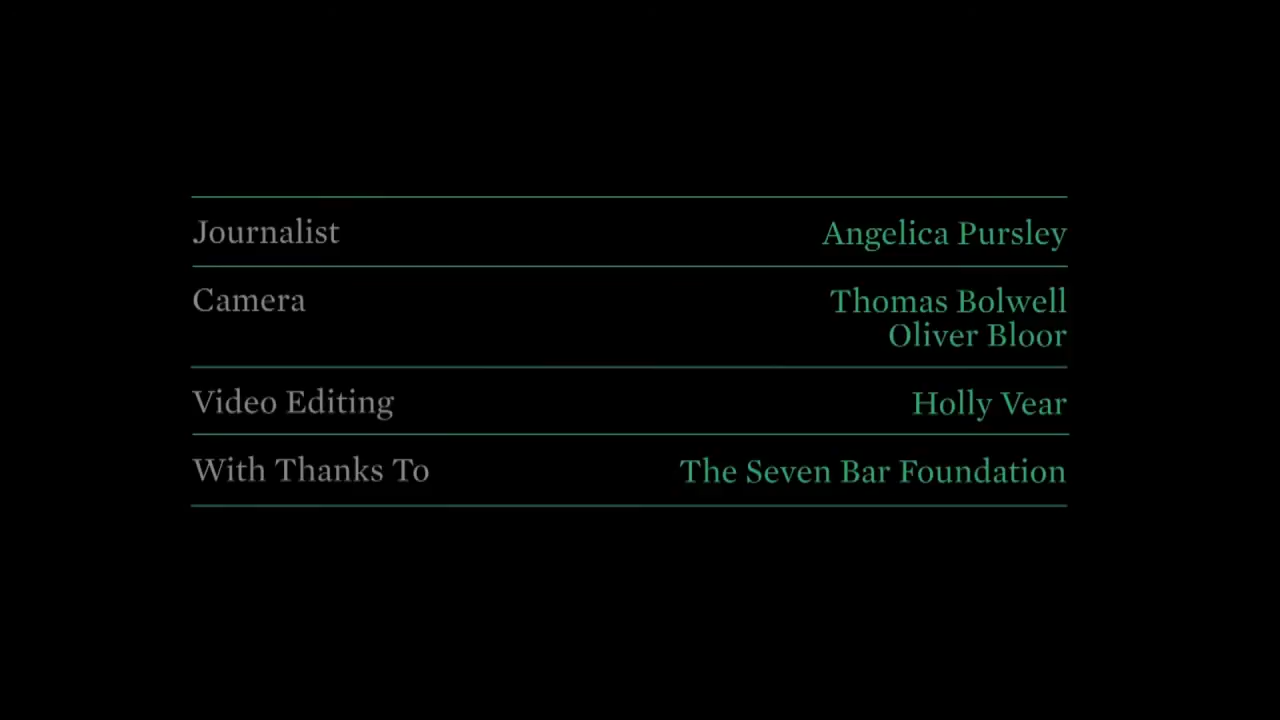 Journalist Angelica Pursley
Camera Thomas Bolwell
Oliver Bloor
Video Editing Holly Vear
With Thanks To The Seven Bar Foundation